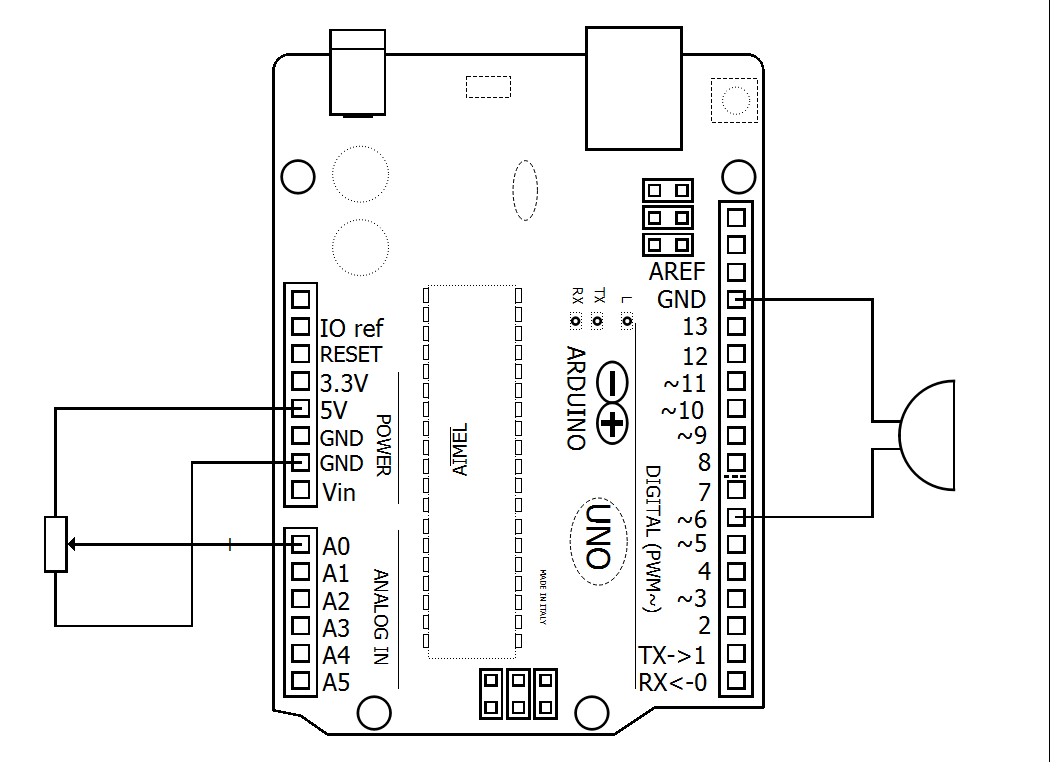 AREF
GND
13
12
~11
~10
~9
8
7
~6
~5
4
~3
2
TX->1
RX<-0
DIGITAL (PWM~)
RX
TX
L
ARDUINO
UNO
MADE IN ITALY
AIMEL
IO ref
RESET
3.3V
5V
GND
GND
Vin
POWER
A0
A1
A2
A3
A4
A5
ANALOG IN